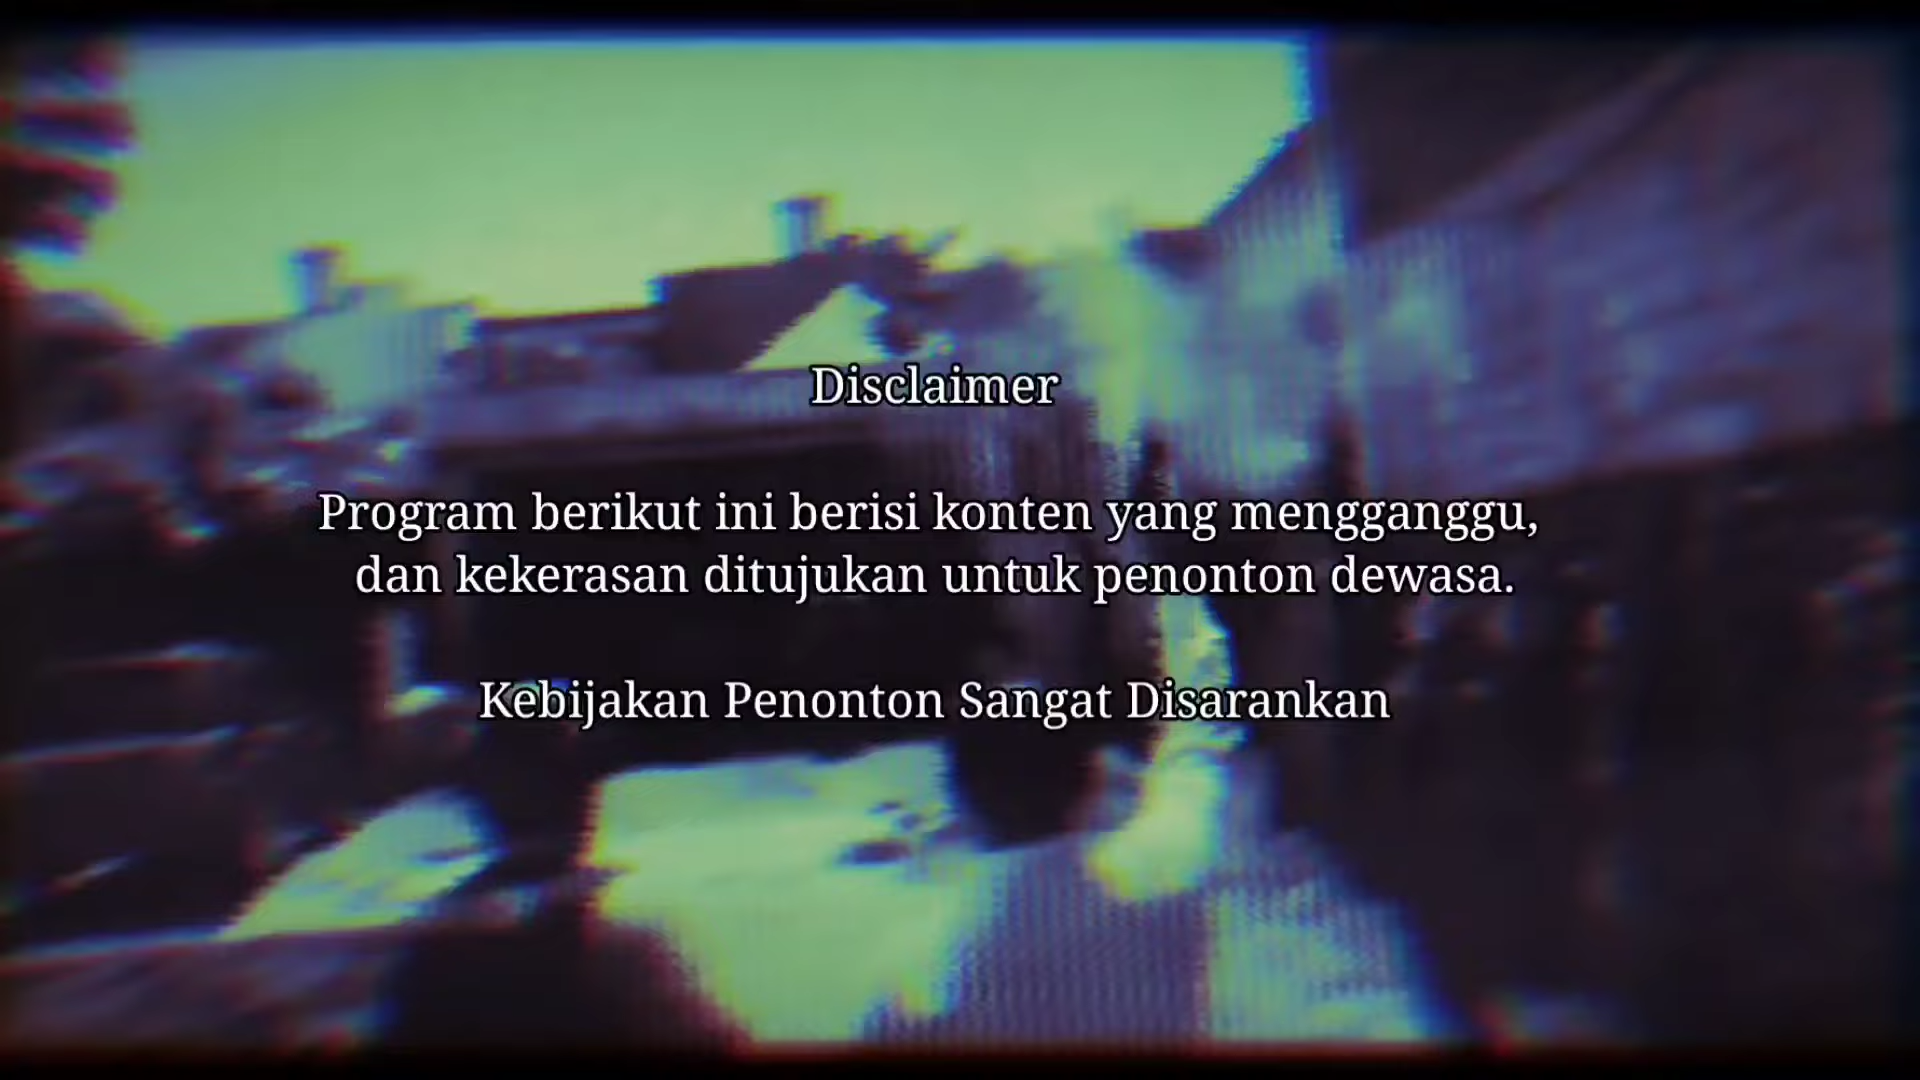 Disclaimer
Program berikut ini berisi konten yang mengganggu,
dan kekerasan ditujukan untuk penonton dewasa.
Kebijakan Penonton Sangat Disarankan